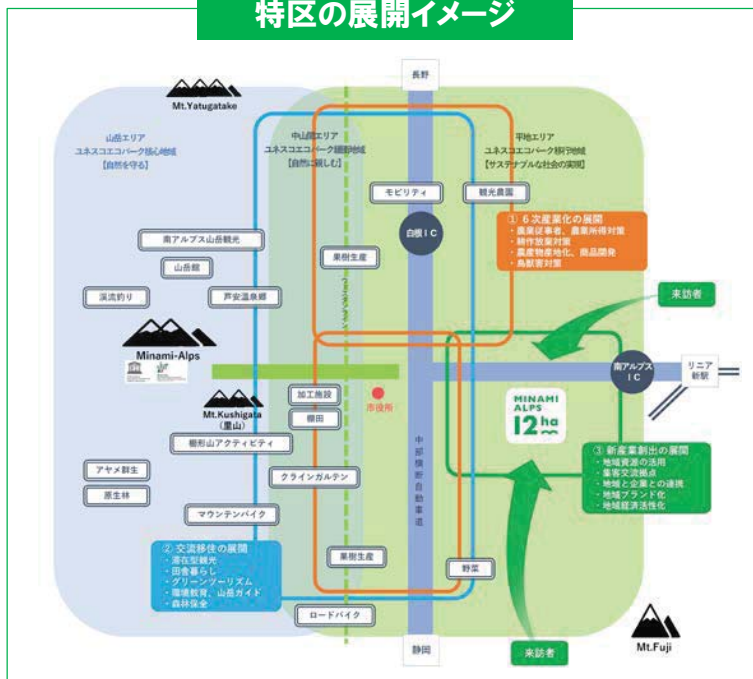 特区の展開イメージ
長野
Mt.Yatugatake
山岳エリア
ユネスコエコパーク核心地域
【自然を守る】
中山間エリア
ユネスコエコパーク緩衝地域
【自然に親しむ】
平地エリア
ユネスコエコパーク移行地域
【サステナブルな社会の実現】
モビリティ
観光農園
白根IC
① 6次産業化の展開
・農業従事者、農業所得対策
・耕作放棄対策
・農産物産地化、商品開発
・鳥獣害対策
南アルプス山岳観光
山岳館
果樹生産
渓流釣り
芦安温泉郷
来訪者
Minami-Alps
南アルプス
IC
リニア
新駅
Mt.Kushigata
(里山)
加工施設
棚田
市役所
MINAMI
ALPS
12ha
中部横断自動車道
櫛形山アクティビティ
アヤメ群生
原生林
クラインガルテン
マウンテンバイク
③ 新産業創出の展開
・地域資源の活用
・集客交流拠点
・地域と企業との連携
・地域ブランド化
・地域経済活性化
② 交流移住の展開
・滞在型観光
・田舎暮らし
・グリーンツーリズム
・環境教育、山岳ガイド
・森林保全
果樹生産
野菜
ロードバイク
静岡
来訪者
Mt.Fuji